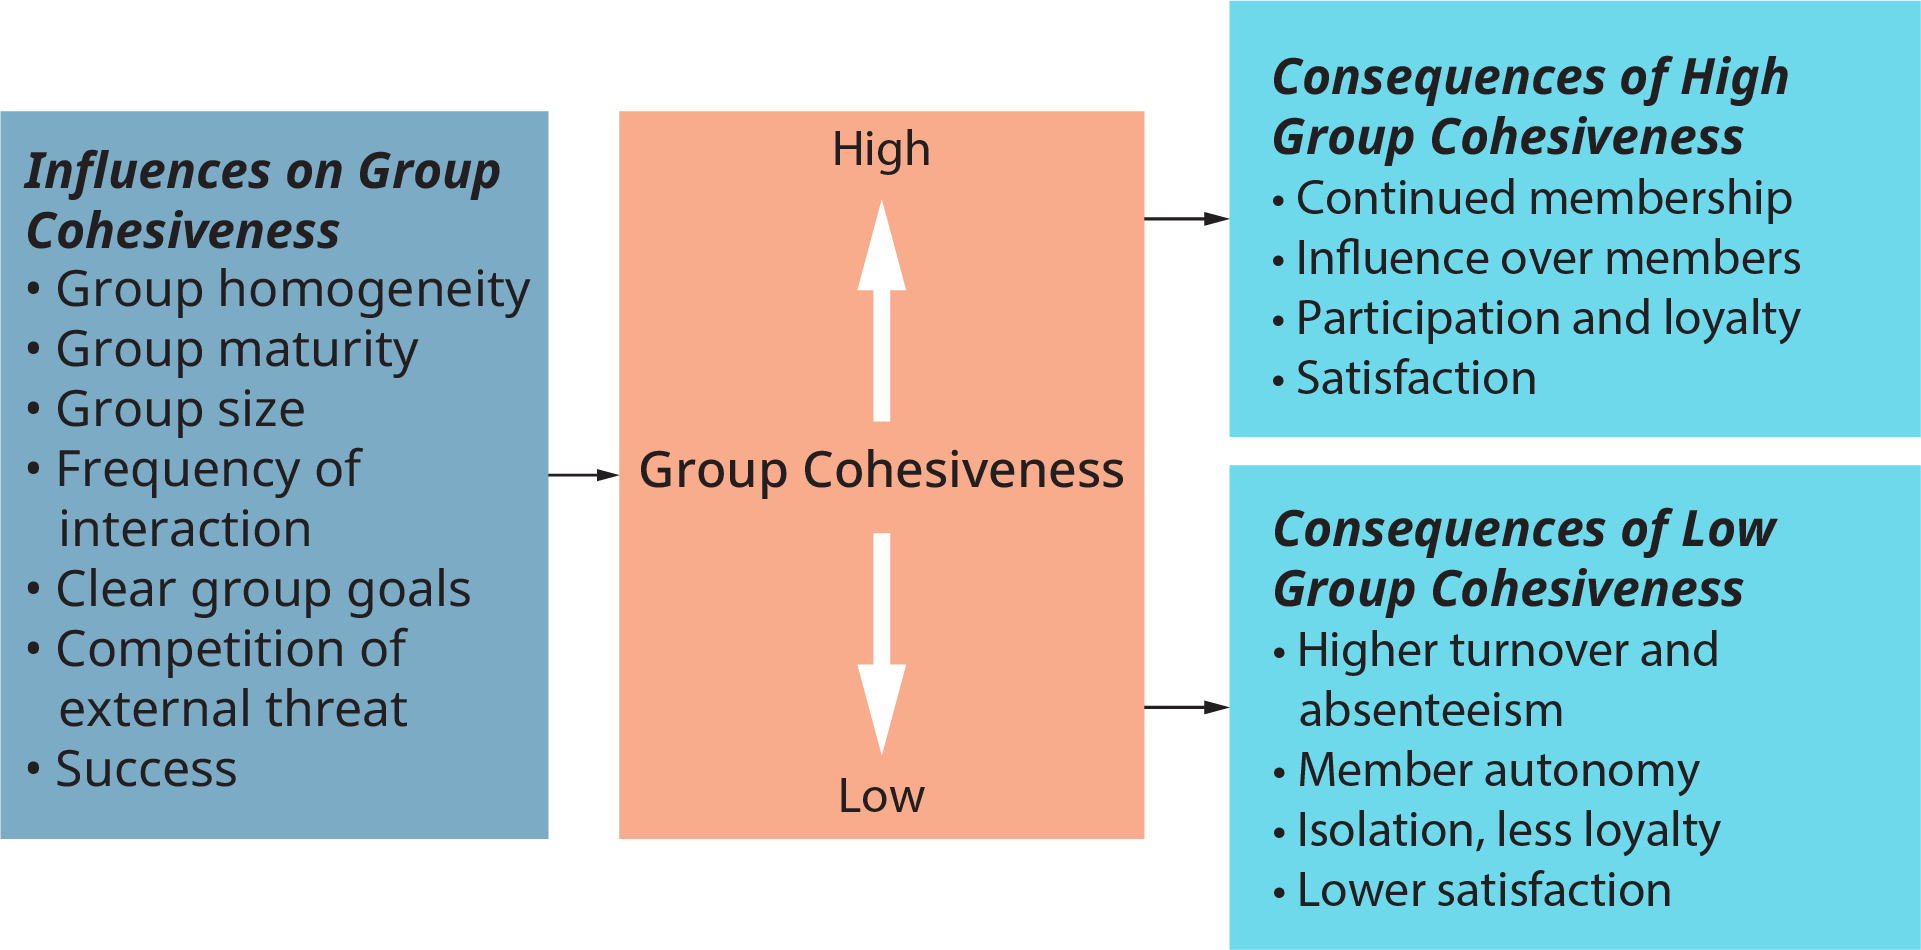 Influences on Group
Cohesiveness
• Group homogeneity
• Group maturity
• Group size
• Frequency of
interaction
• Clear group goals
• Competition of
external threat
• Success
High
Group Cohesiveness
Low
Consequences of High
Group Cohesiveness
• Continued membership
• Influence over members
• Participation and loyalty
• Satisfaction
Consequences of Low
Group Cohesiveness
• Higher turnover and
absenteeism
• Member autonomy
• Isolation, less loyalty
• Lower satisfaction